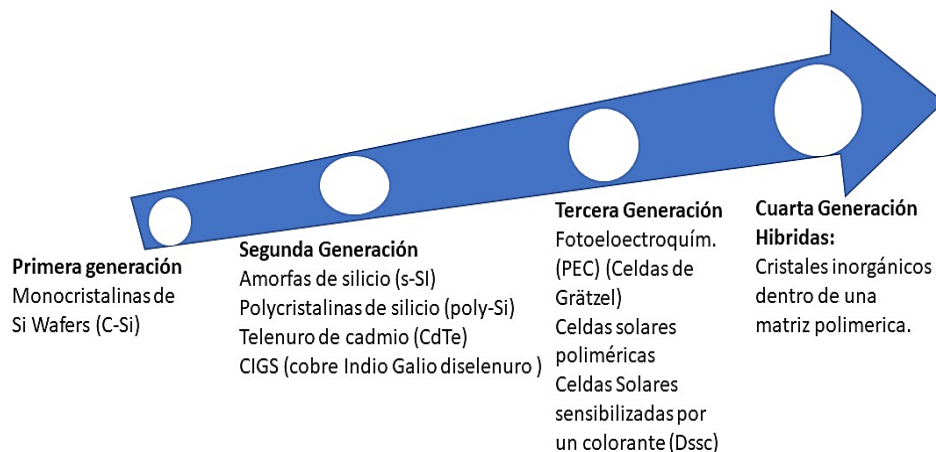 Primera generación
Monocristalinas de
Si Wafers (C-Si)
Segunda Generación
Amorfas de silicio (s-SI)
Polycristalinas de silicio (poly-Si)
Telenuro de cadmio (CdTe)
CIGS (cobre Indio Galio diselenuro )
Tercera Generación
Fotoeloectroquím.
(PEC) (Celdas de
Grätzel)
Celdas solares
poliméricas
Celdas Solares
sensibilizadas por
un colorante (Dssc)
Cuarta Generación
Hibridas:
Cristales inorgánicos
dentro de una
matriz polimerica.